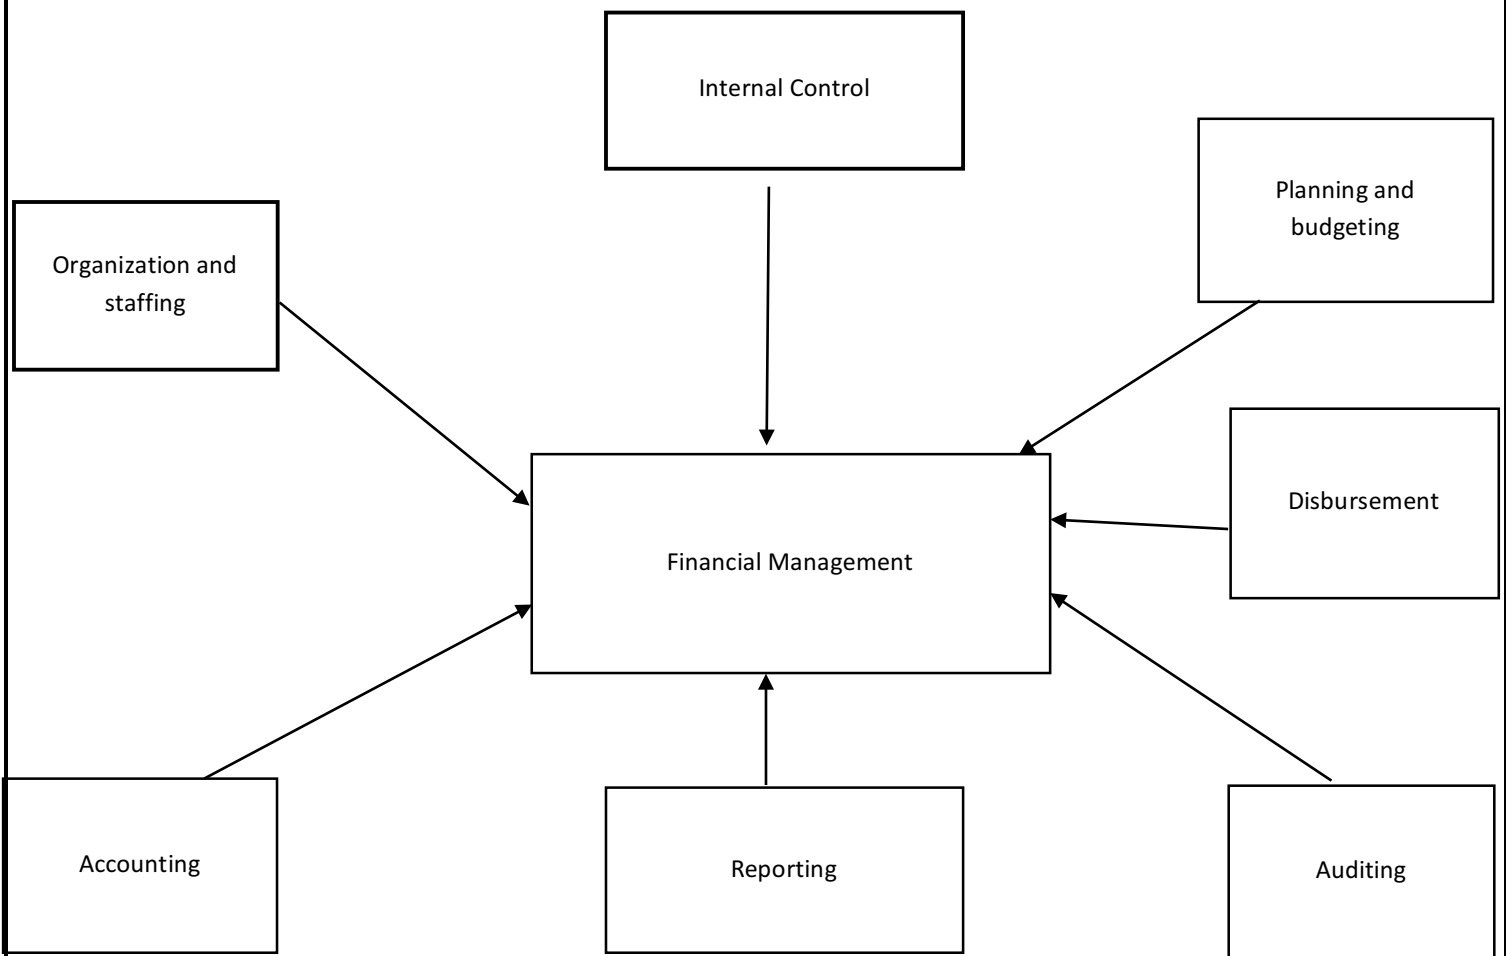 Internal Control
Planning and
budgeting
Organization and
staffing
Disbursement
Financial Management
Accounting
Reporting
Auditing